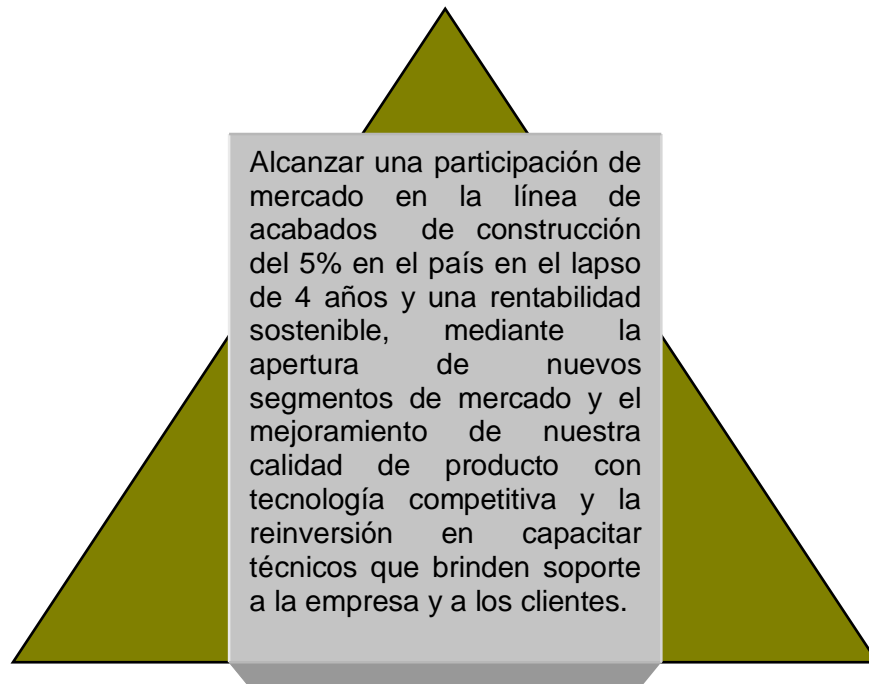 Alcanzar una participación de
mercado en la línea de
acabados de construcción
del 5% en el país en el lapso
de 4 años y una rentabilidad
sostenible, mediante la
apertura de nuevos
segmentos de mercado y el
mejoramiento de nuestra
calidad de producto con
tecnología competitiva y la
reinversión en capacitar
técnicos que brinden soporte
a la empresa y a los clientes.